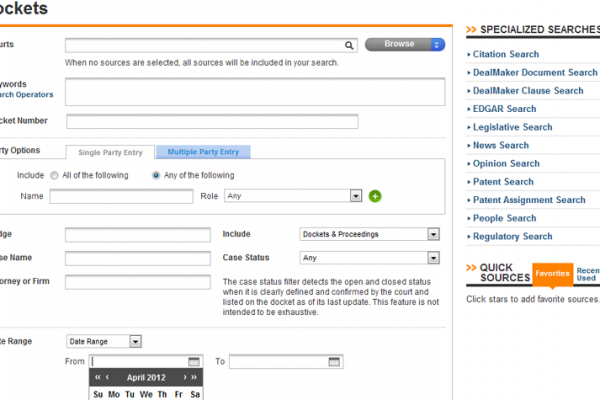 ockets
urts
Browse
When no sources are selected, all sources will be included in your search.
eywords
arch Operators
cket Number
rty Options
Single Party Entry
Multiple Party Entry
Include
All of the following
Any of the following
Name
Role
Any
dge
Include
Dockets & Proceedings
se Name
Case Status
Any
orney or Firm
The case status filter detects the open and closed status
when it is clearly defined and confirmed by the court and
listed on the docket as of its last update. This feature is not
intended to be exhaustive.
te Range
Date Range
From
To
« ‹ April 2012 › »
Su Mo Tu We Th Fr Sa
>> SPECIALIZED SEARCHES
Citation Search
DealMaker Document Search
DealMaker Clause Search
EDGAR Search
Legislative Search
News Search
Opinion Search
Patent Search
Patent Assignment Search
People Search
Regulatory Search
>> QUICK
SOURCES
Favorites
Recen
Used
Click stars to add favorite sources.